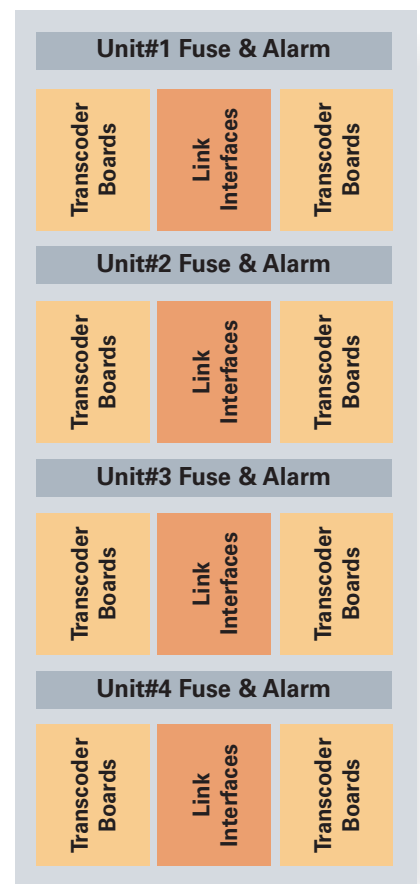 Unit#1 Fuse & Alarm
Transcoder
Boards
Link
Interfaces
Transcoder
Boards
Unit#2 Fuse & Alarm
Transcoder
Boards
Link
Interfaces
Transcoder
Boards
Unit#3 Fuse & Alarm
Transcoder
Boards
Link
Interfaces
Transcoder
Boards
Unit#4 Fuse & Alarm
Transcoder
Boards
Link
Interfaces
Transcoder
Boards